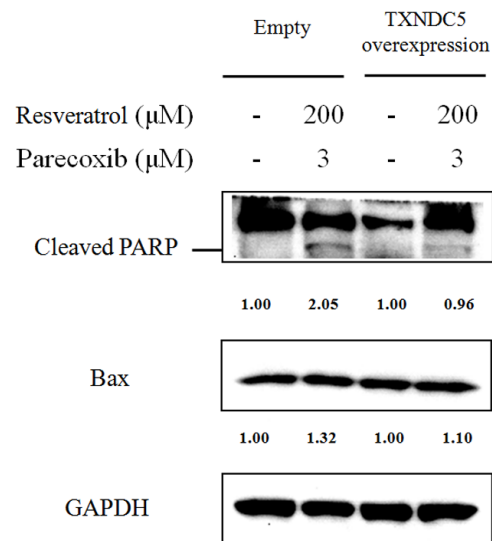 Empty
TXNDC5
overexpression
Resveratrol (μM) - 200 - 200
Parecoxib (μM) - 3 - 3
Cleaved PARP
1.00 2.05 1.00 0.96
Bax
1.00 1.32 1.00 1.10
GAPDH